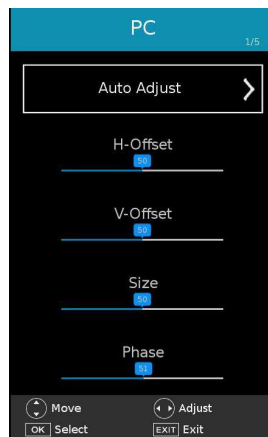 PC
1/5
Auto Adjust
H-Offset
50
V-Offset
50
Size
50
Phase
51
Move
Adjust
OK Select
EXIT Exit